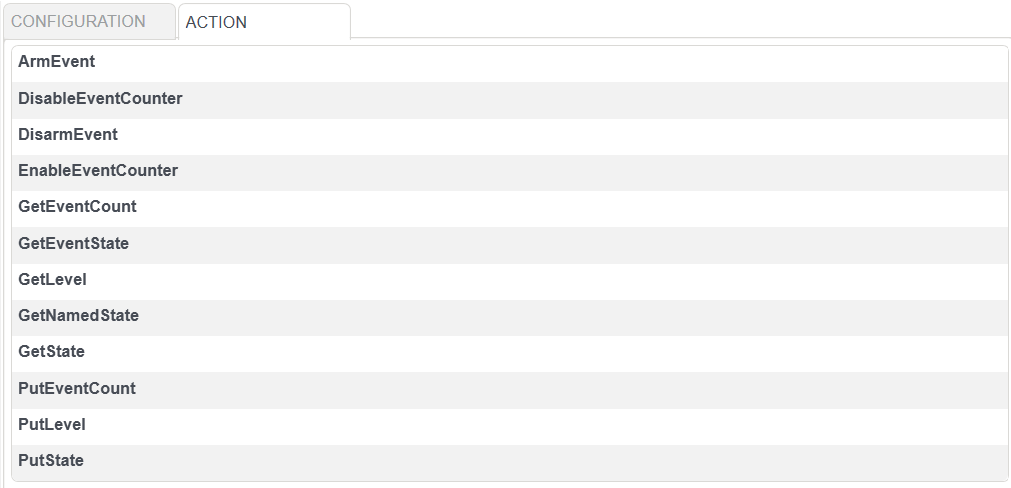 CONFIGURATION ACTION
ArmEvent
DisableEventCounter
DisarmEvent
EnableEventCounter
GetEventCount
GetEventState
GetLevel
GetNamedState
GetState
PutEventCount
PutLevel
PutState